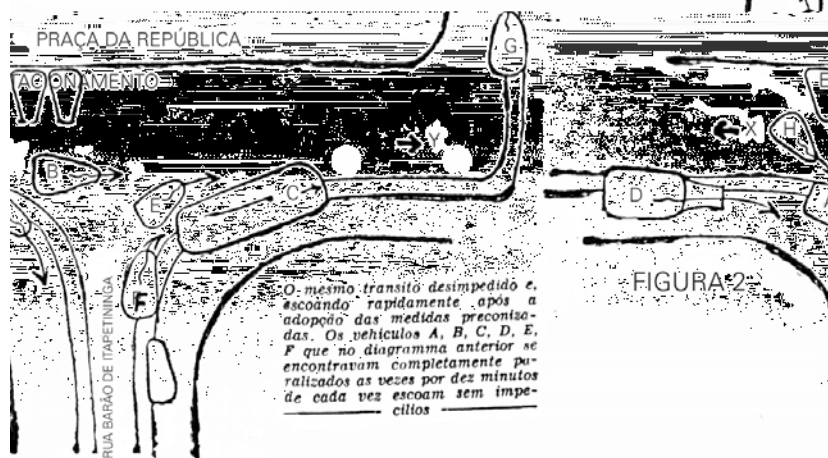 PRAÇA DA REPÚBLICA
ACIONAMENTO
G
E
Y
X
H
B
E
C
D
F
FIGURA 2
RUA BARÃO DE ITAPETININGA
O mesmo transito desimpedido e,
escoando rapidamente após a
adopção das medidas preconiza-
das. Os vehiculos A, B, C, D, E,
F que no diagramma anterior se
encontravam completamente pa-
ralizados as vezes por dez minutos
de cada vez escoam sem impe-
cilios